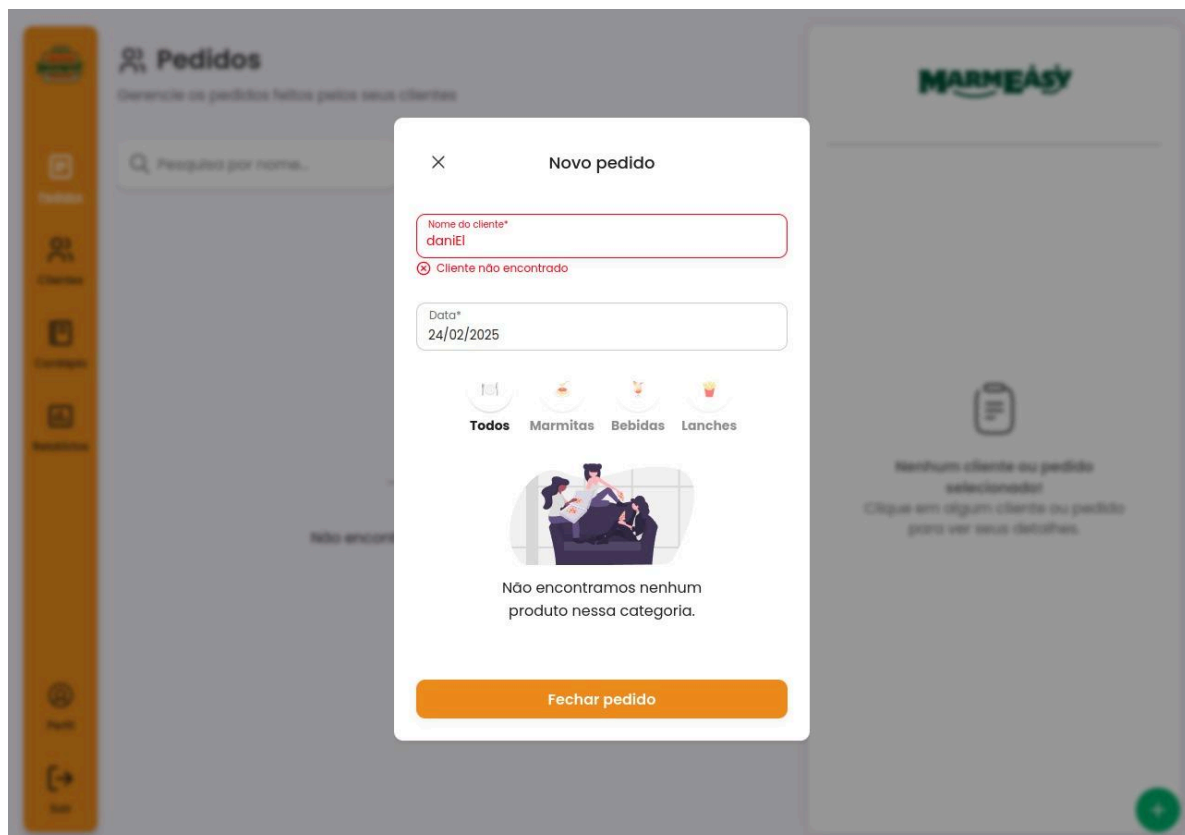 Pedidos
Gerencie os pedidos feitos pelos seus clientes
Pesquisa por nome...
Pedidos
Clientes
Cardápio
Relatórios
Perfil
Sair
Novo pedido
Nome do cliente*
daniEl
Cliente não encontrado
Data*
24/02/2025
Todos
Marmitas
Bebidas
Lanches
Não encontramos nenhum
produto nessa categoria.
Fechar pedido
Não encont
MARMEASY
Nenhum cliente ou pedido
selecionado!
Clique em algum cliente ou pedido
para ver seus detalhes.